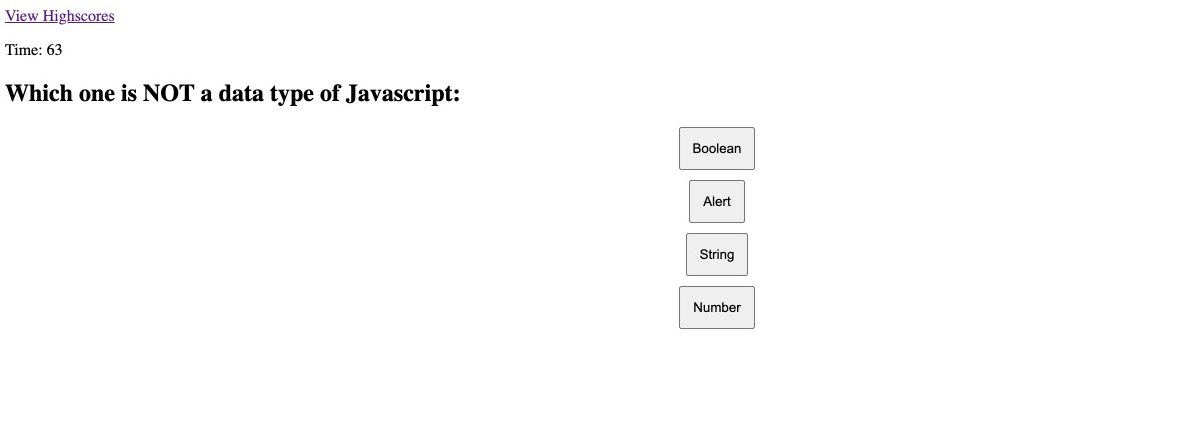 View Highscores
Time: 63
Which one is NOT a data type of Javascript:
Boolean
Alert
String
Number